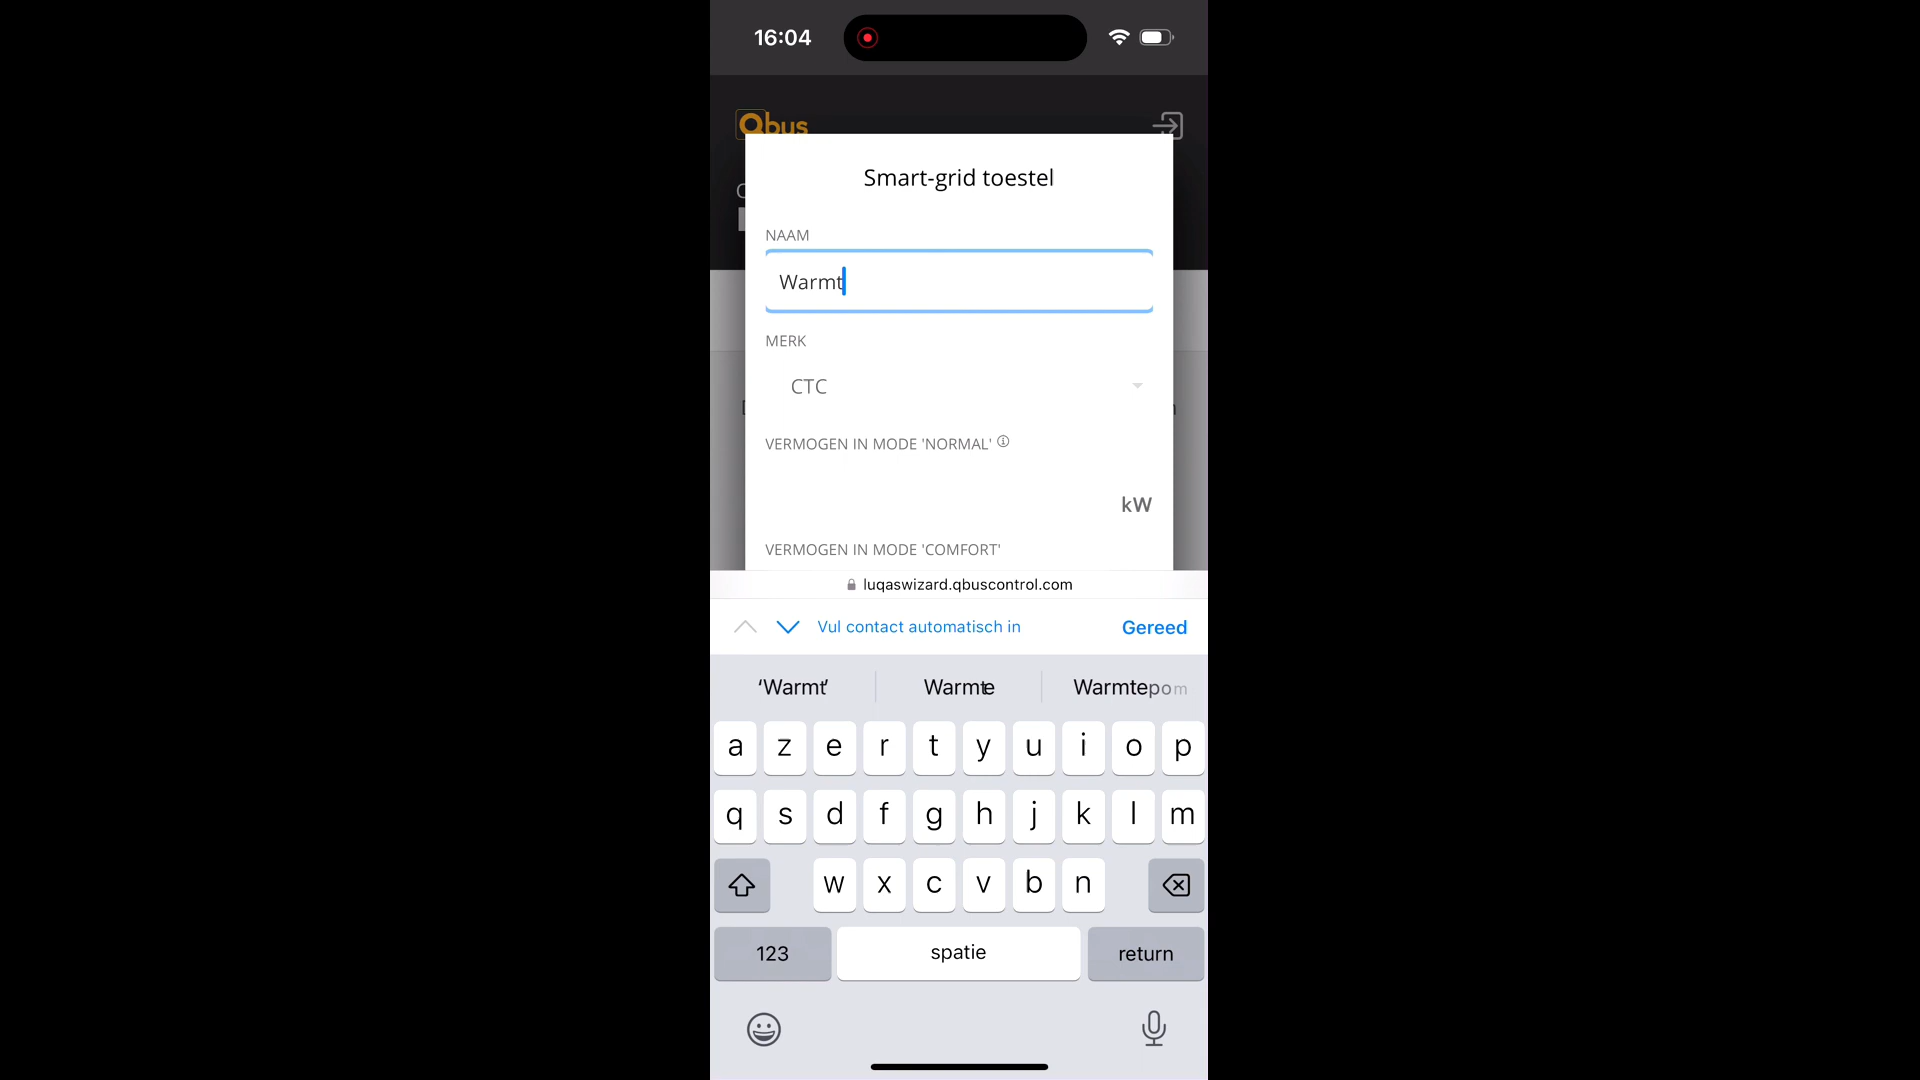 16:04
Qbus
Smart-grid toestel
NAAM
Warmt
MERK
CTC
VERMOGEN IN MODE 'NORMAL'
kW
VERMOGEN IN MODE 'COMFORT'
luqaswizard.qbuscontrol.com
Vul contact automatisch in Gereed
‘Warmt’ Warmte Warmtepom
a z e r t y u i o p
q s d f g h j k l m
w x c v b n
123 spatie return